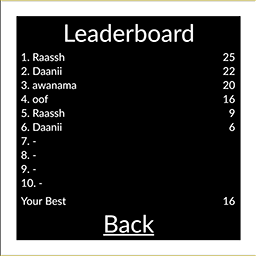 Leaderboard
1. Raassh 25
2. Daanii 22
3. awanama 20
4. oof 16
5. Raassh 9
6. Daanii 6
7. -
8. -
9. -
10. -
Your Best 16
Back